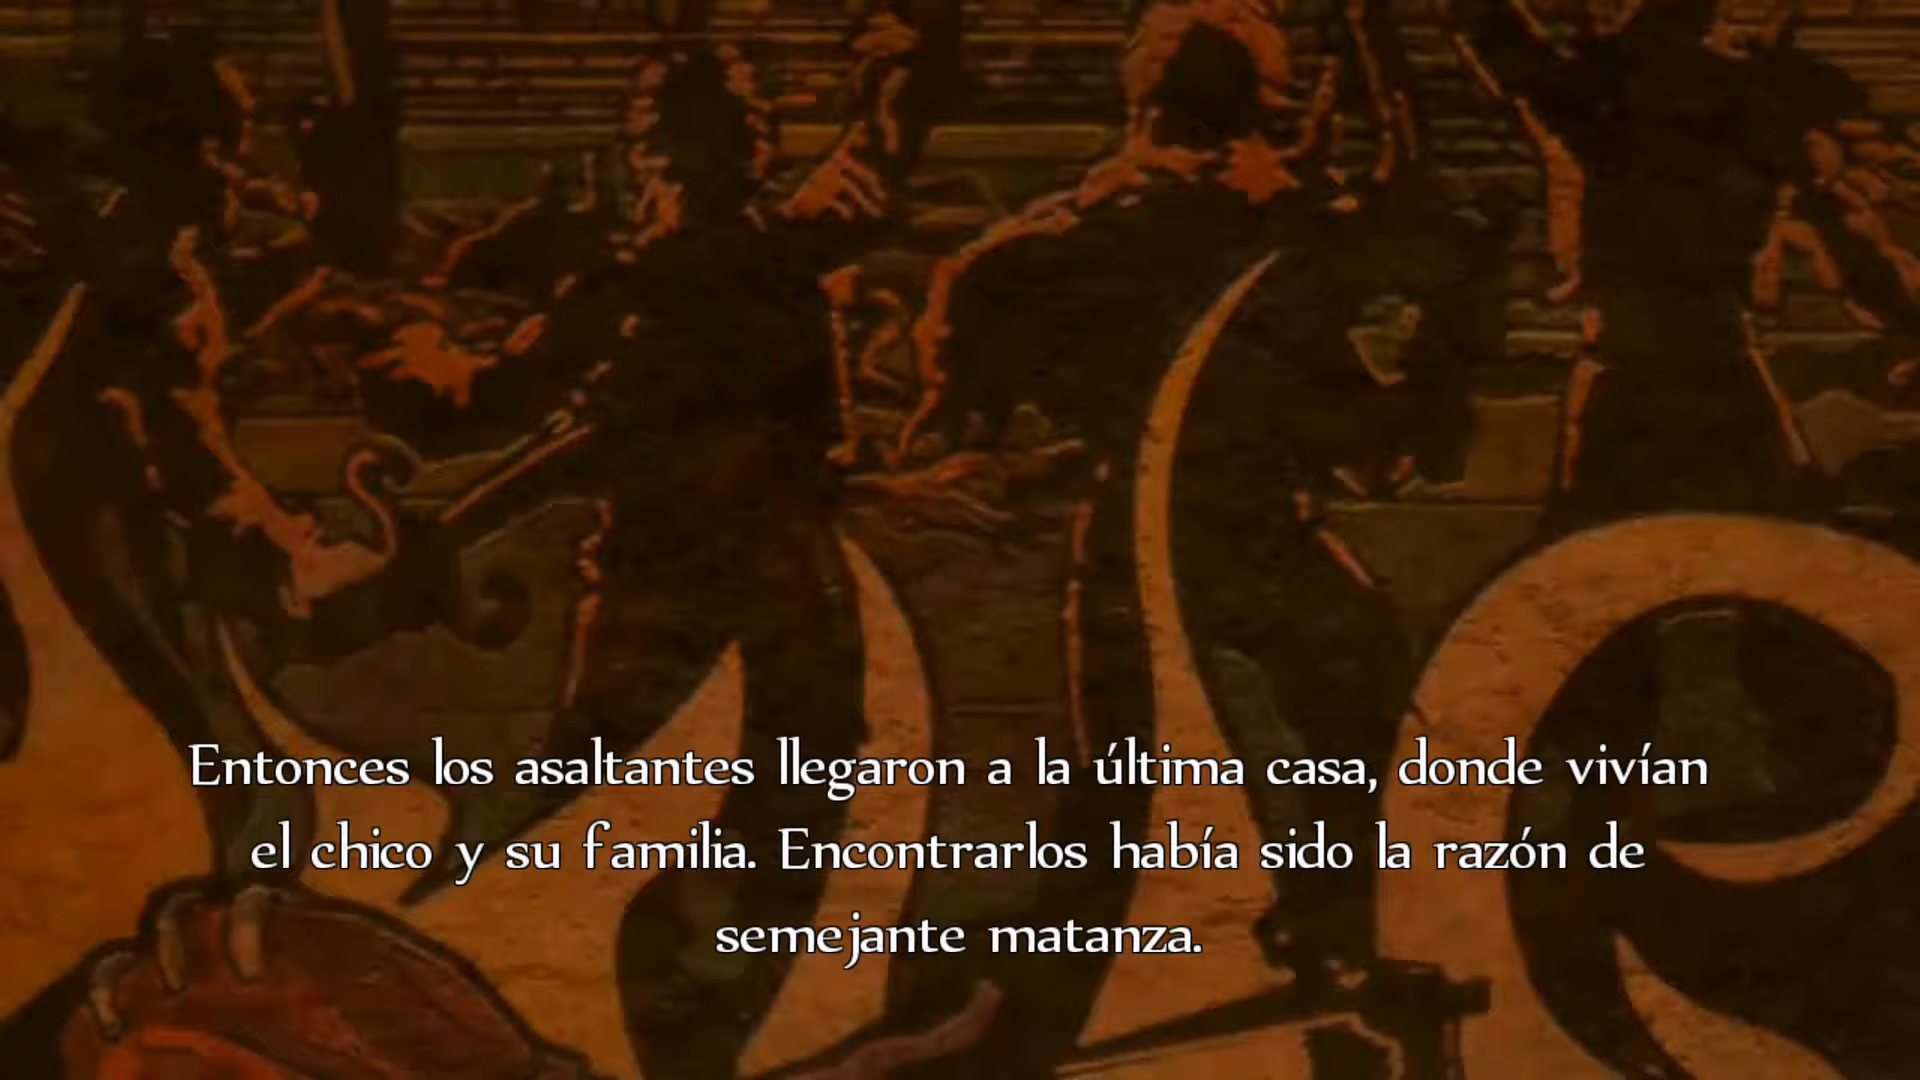 Entonces los asaltantes llegaron a la última casa, donde vivían
el chico y su familia. Encontrarlos había sido la razón de
semejante matanza.